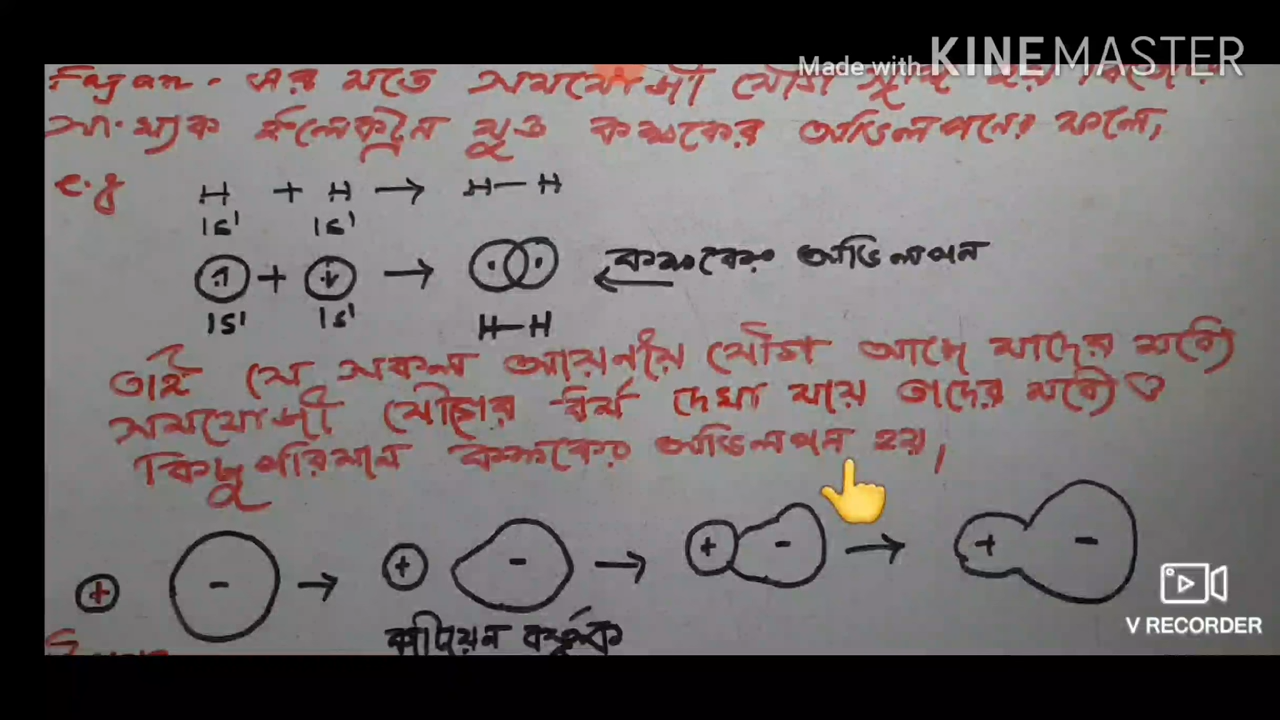 Made with KINEMASTER
Fajan. এর মতে সমযোজী যৌগ সৃষ্টি হয়
সাংখ্যক ইলেকট্রন যুক্ত কক্ষকের অভিলেপনের ফলে,
e.g H + H → H—H
1s¹ 1s¹
↿ + ⇂ → কক্ষকের অভিলেপন
1s¹ 1s¹ H—H
তাই যে সকল আয়নীয় যৌগ আছে যাদের মধ্যে
সমযোজী যৌগের ধর্ম দেখা যায় তাদের মধ্যেও
কিছু পরিমানে কক্ষকের অভিলেপন হয়।
+ - → + - → + - → + -
ক্যাটায়ন কর্তৃক
V RECORDER